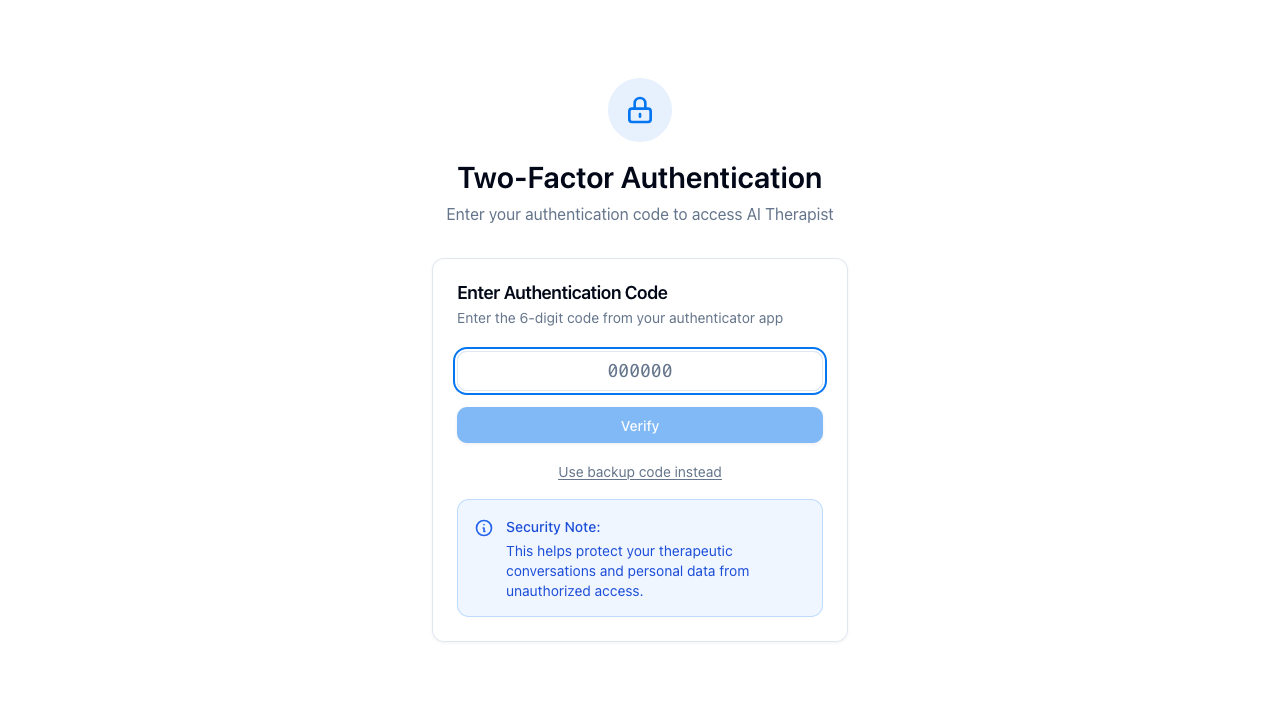 Two-Factor Authentication
Enter your authentication code to access AI Therapist
Enter Authentication Code
Enter the 6-digit code from your authenticator app
000000
Verify
Use backup code instead
Security Note:
This helps protect your therapeutic
conversations and personal data from
unauthorized access.